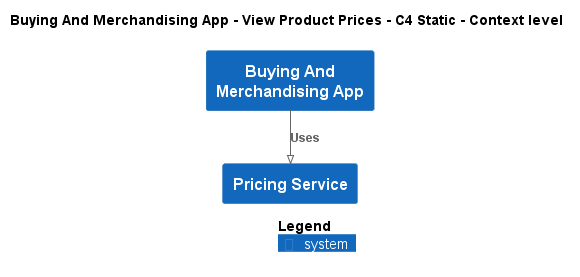 Buying And Merchandising App - View Product Prices - C4 Static - Context level
Buying And
Merchandising App
Uses
Pricing Service
Legend
system